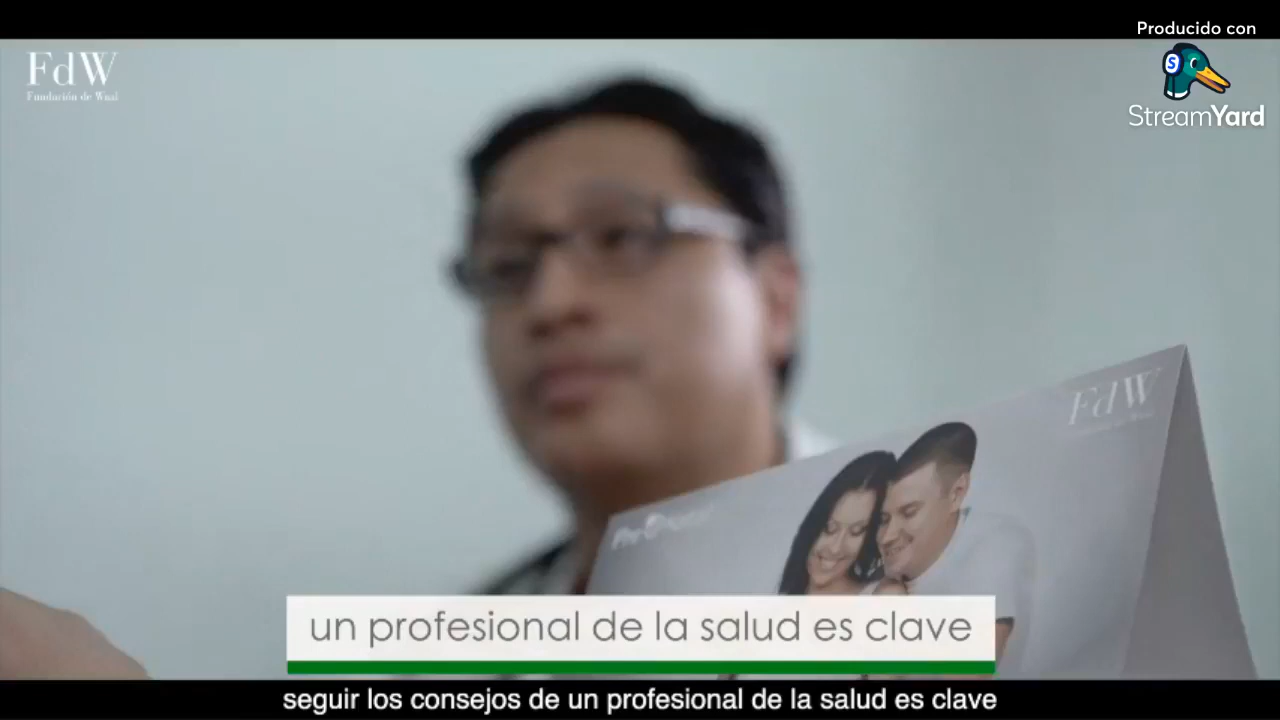 Producido con
StreamYard
FdW
Fundación de Waal
FdW
un profesional de la salud es clave
seguir los consejos de un profesional de la salud es clave